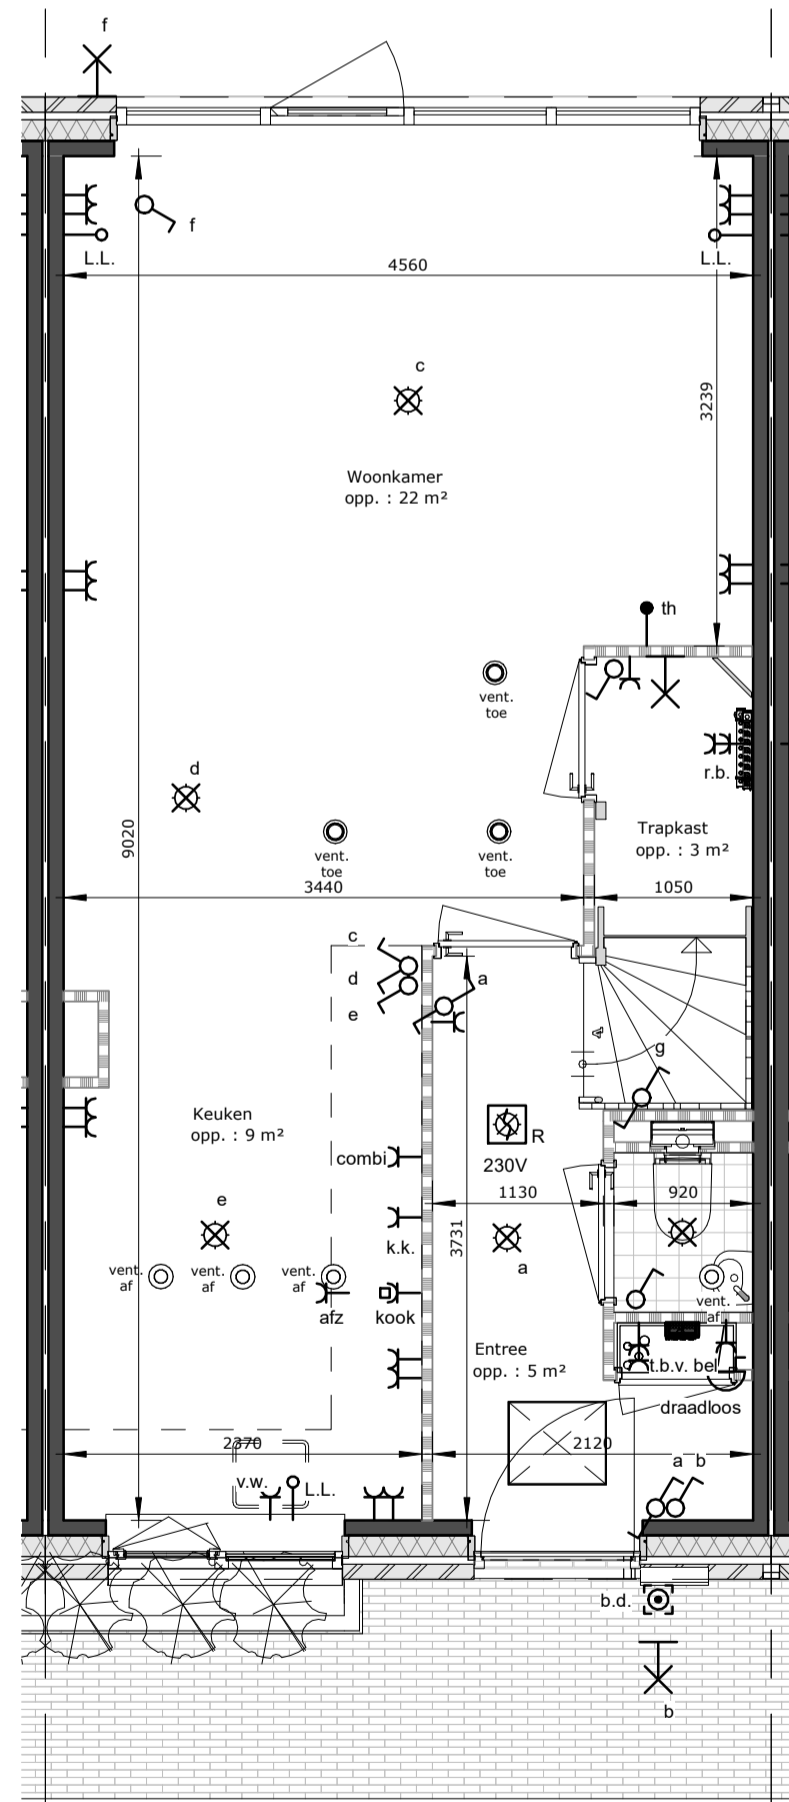 f
f
L.L.
L.L.
4560
c
3239
Woonkamer
opp. : 22 m²
th
vent.
toe
r.b.
d
9020
Trapkast
opp. : 3 m²
vent.
toe
vent.
toe
3440
1050
c
d
e
a
g
Keuken
opp. : 9 m²
R
combi
230V
1130
920
e
k.k.
3731
a
vent.
af
vent.
af
vent.
af
vent.
af
afz
kook
Entree
opp. : 5 m²
t.b.v. bel
draadloos
2370
2120
a b
v.w.
L.L.
b.d.
b